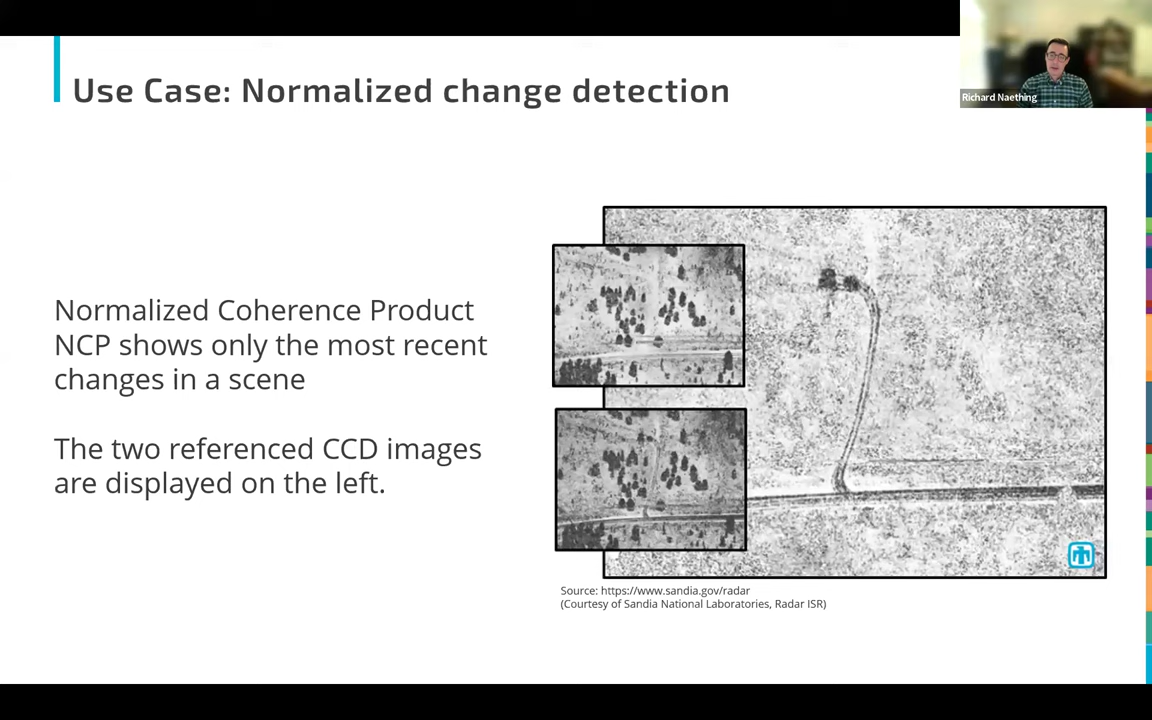 Use Case: Normalized change detection
Richard Naething
Normalized Coherence Product
NCP shows only the most recent
changes in a scene
The two referenced CCD images
are displayed on the left.
Source: https://www.sandia.gov/radar
(Courtesy of Sandia National Laboratories, Radar ISR)